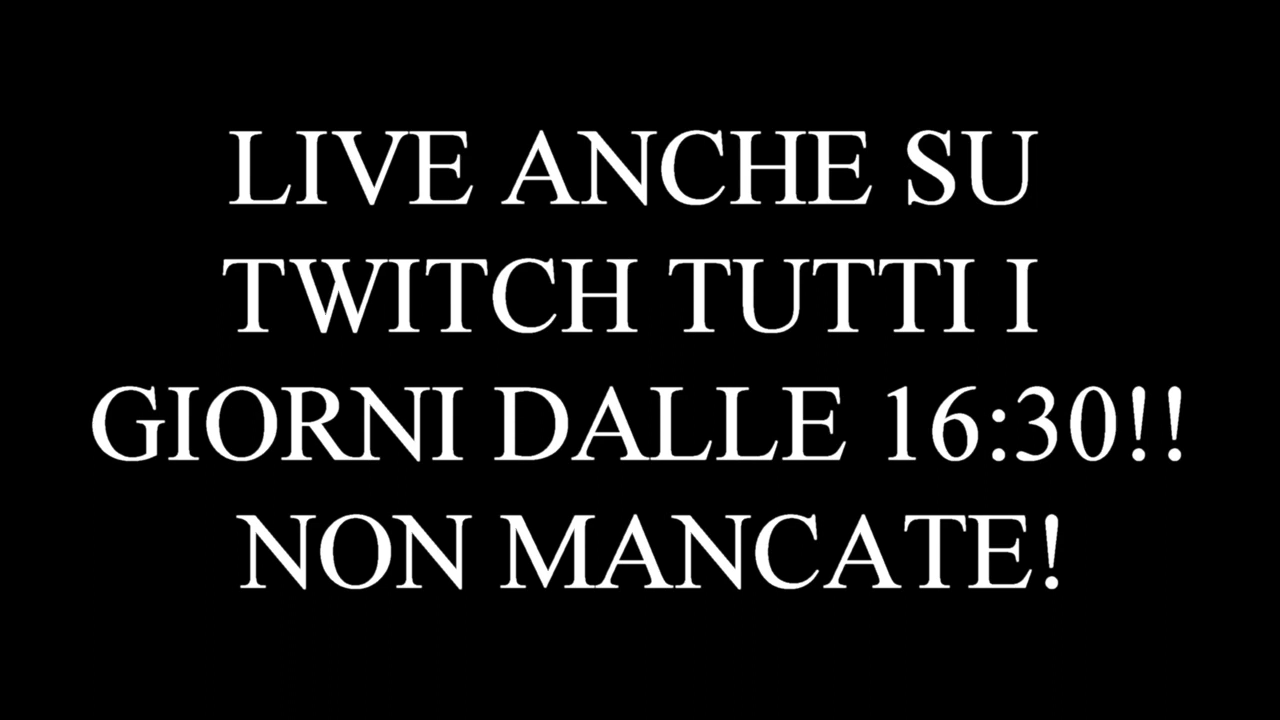 LIVE ANCHE SU
TWITCH TUTTI I
GIORNI DALLE 16:30!!
NON MANCATE!